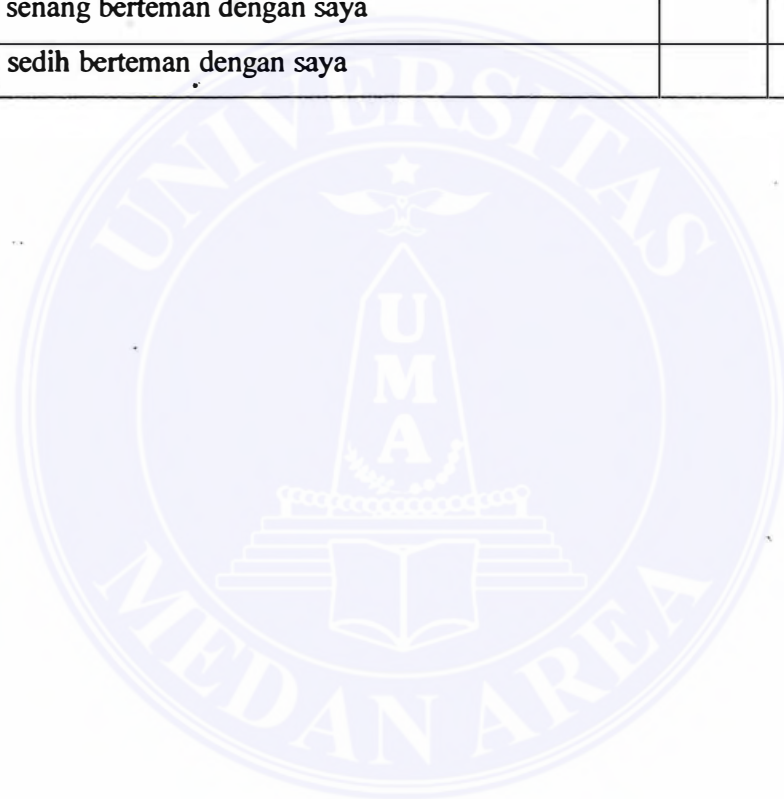 senang berteman dengan saya
sedih berteman dengan saya
UNIVERSITAS
UMA
MEDAN AREA